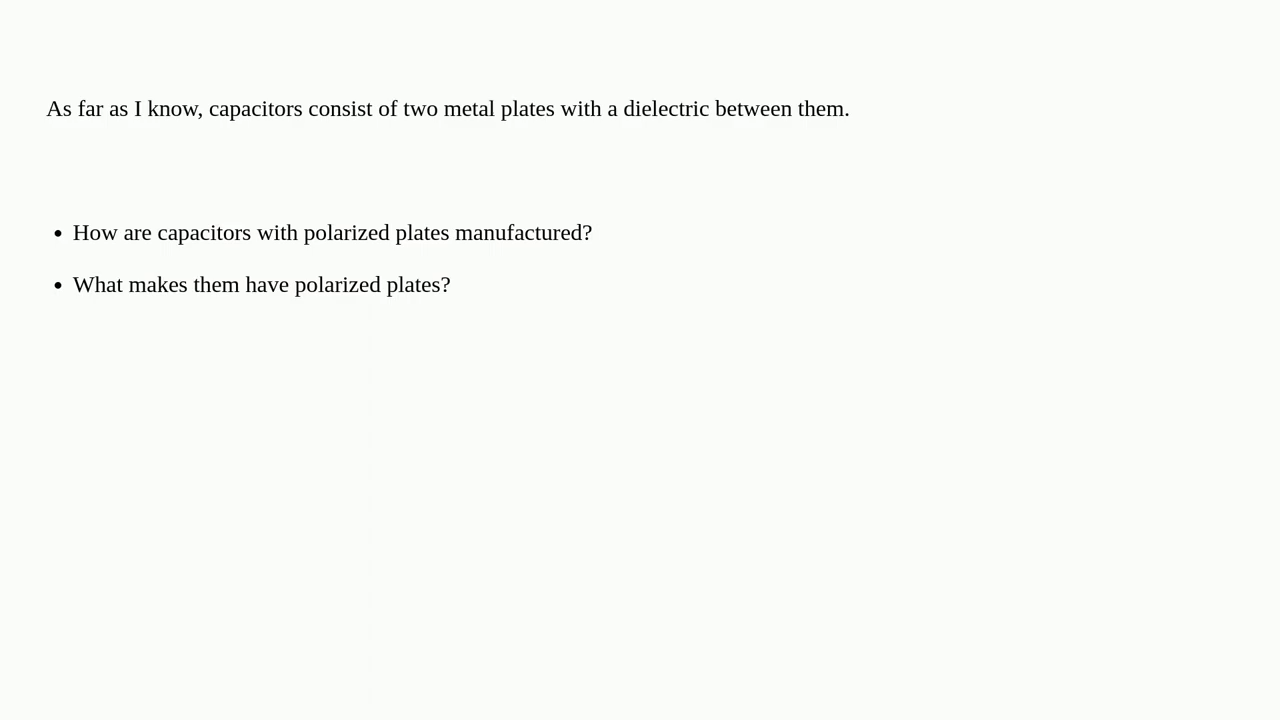 As far as I know, capacitors consist of two metal plates with a dielectric between them.
• How are capacitors with polarized plates manufactured?
• What makes them have polarized plates?